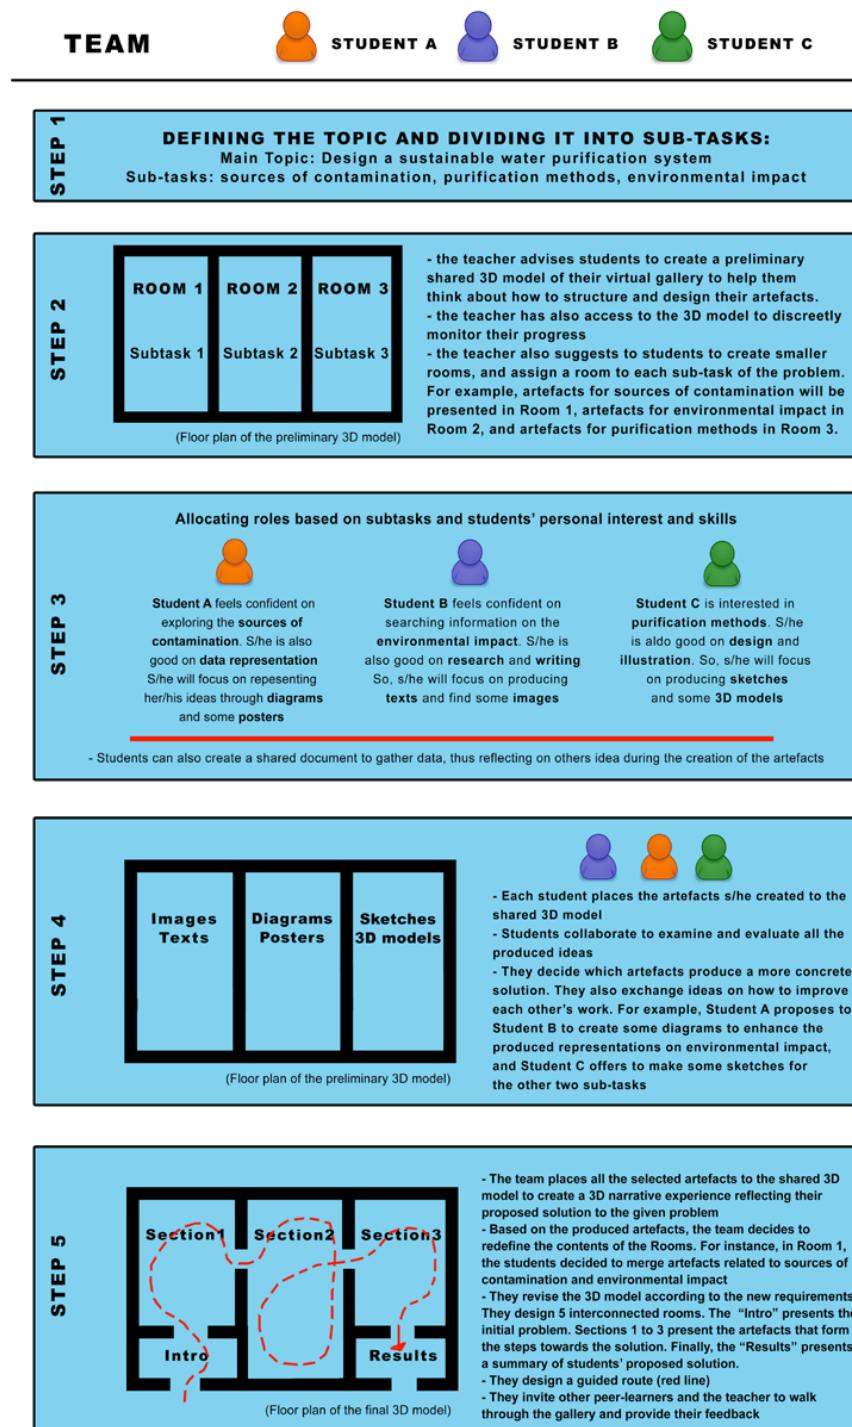 TEAM
STUDENT A
STUDENT B
STUDENT C
STEP 1
DEFINING THE TOPIC AND DIVIDING IT INTO SUB-TASKS:
Main Topic: Design a sustainable water purification system
Sub-tasks: sources of contamination, purification methods, environmental impact
STEP 2
ROOM 1
ROOM 2
ROOM 3
Subtask 1
Subtask 2
Subtask 3
(Floor plan of the preliminary 3D model)
- the teacher advises students to create a preliminary
shared 3D model of their virtual gallery to help them
think about how to structure and design their artefacts.
- the teacher has also access to the 3D model to discreetly
monitor their progress
- the teacher also suggests to students to create smaller
rooms, and assign a room to each sub-task of the problem.
For example, artefacts for sources of contamination will be
presented in Room 1, artefacts for environmental impact in
Room 2, and artefacts for purification methods in Room 3.
STEP 3
Allocating roles based on subtasks and students' personal interest and skills
Student A feels confident on
exploring the sources of
contamination. S/he is also
good on data representation
S/he will focus on repesenting
her/his ideas through diagrams
and some posters
Student B feels confident on
searching information on the
environmental impact. S/he is
also good on research and writing
So, s/he will focus on producing
texts and find some images
Student C is interested in
purification methods. S/he
is aldo good on design and
illustration. So, s/he will focus
on producing sketches
and some 3D models
- Students can also create a shared document to gather data, thus reflecting on others idea during the creation of the artefacts
STEP 4
Images
Texts
Diagrams
Posters
Sketches
3D models
(Floor plan of the preliminary 3D model)
- Each student places the artefacts s/he created to the
shared 3D model
- Students collaborate to examine and evaluate all the
produced ideas
- They decide which artefacts produce a more concrete
solution. They also exchange ideas on how to improve
each other's work. For example, Student A proposes to
Student B to create some diagrams to enhance the
produced representations on environmental impact,
and Student C offers to make some sketches for
the other two sub-tasks
STEP 5
Section1
Section2
Section3
Intro
Results
(Floor plan of the final 3D model)
- The team places all the selected artefacts to the shared 3D
model to create a 3D narrative experience reflecting their
proposed solution to the given problem
- Based on the produced artefacts, the team decides to
redefine the contents of the Rooms. For instance, in Room 1,
the students decided to merge artefacts related to sources of
contamination and environmental impact
- They revise the 3D model according to the new requirements
They design 5 interconnected rooms. The "Intro" presents the
initial problem. Sections 1 to 3 present the artefacts that form
the steps towards the solution. Finally, the "Results" presents
a summary of students' proposed solution.
- They design a guided route (red line)
- They invite other peer-learners and the teacher to walk
through the gallery and provide their feedback